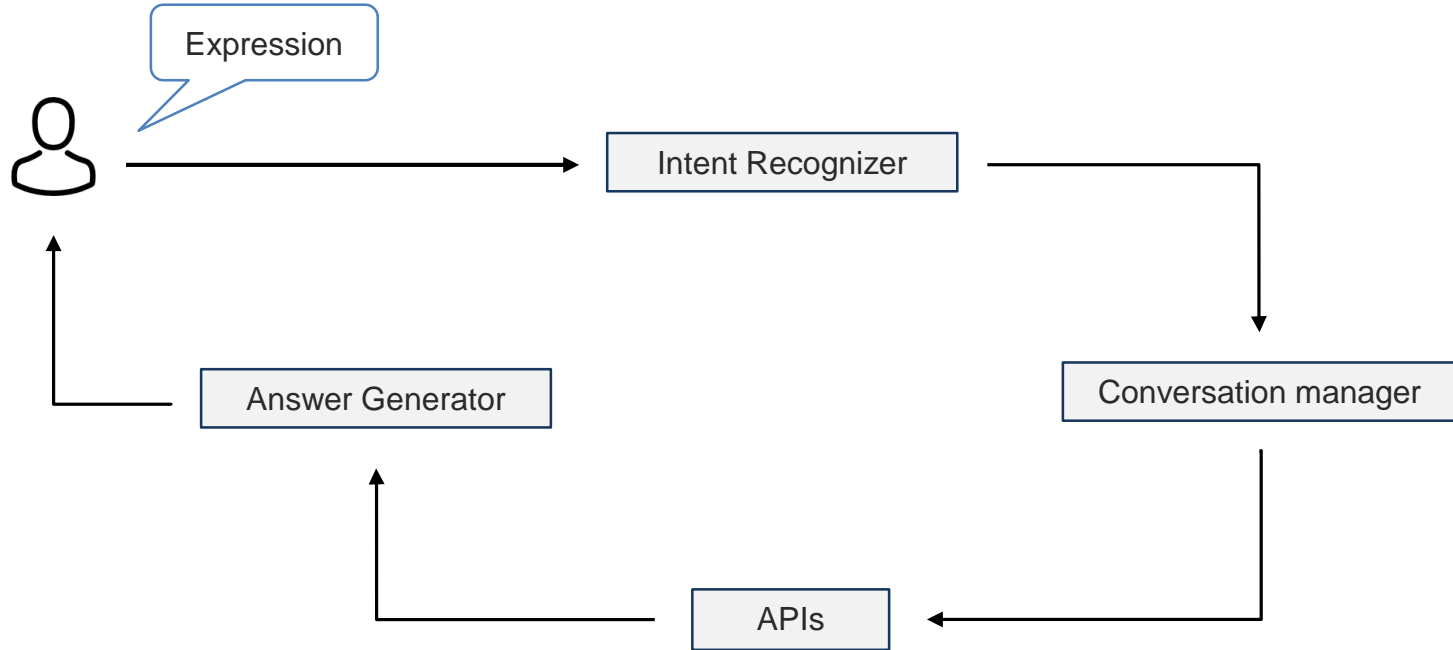 Expression
Intent Recognizer
Answer Generator
Conversation manager
APIs